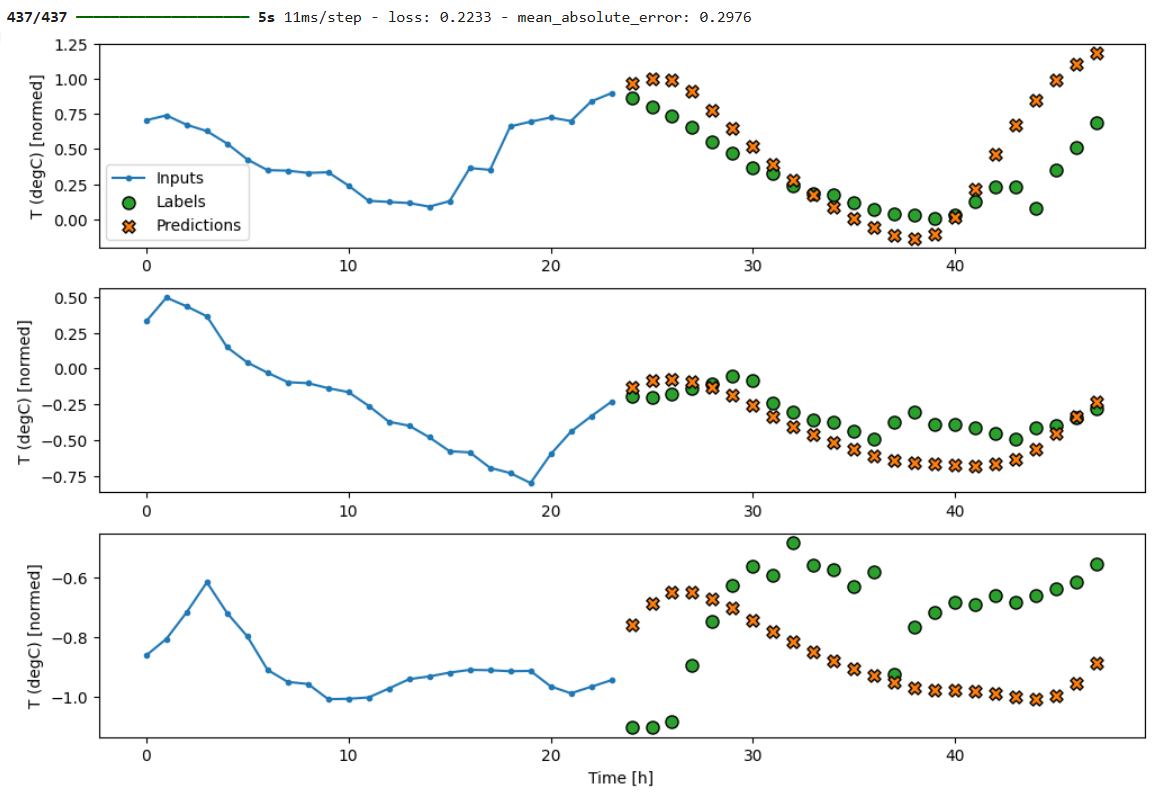 437/437 ━━━━━━━━━━━━━━━━━━━━ 5s 11ms/step - loss: 0.2233 - mean_absolute_error: 0.2976
1.25
1.00
0.75
0.50
0.25
0.00
T (degC) [normed]
Inputs
Labels
Predictions
0 10 20 30 40
0.50
0.25
0.00
−0.25
−0.50
−0.75
T (degC) [normed]
0 10 20 30 40
−0.6
−0.8
−1.0
T (degC) [normed]
0 10 20 30 40
Time [h]